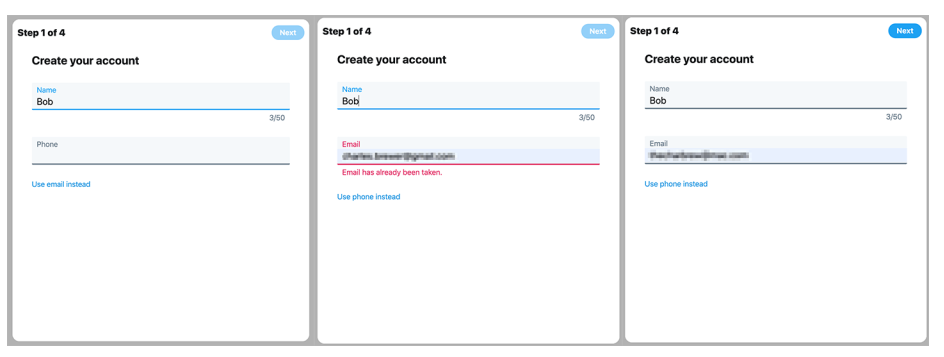 Step 1 of 4
Next
Create your account
Name
Bob
3/50
Phone
Use email instead
Step 1 of 4
Next
Create your account
Name
Bob
3/50
Email
Email has already been taken.
Use phone instead
Step 1 of 4
Next
Create your account
Name
Bob
3/50
Email
Use phone instead